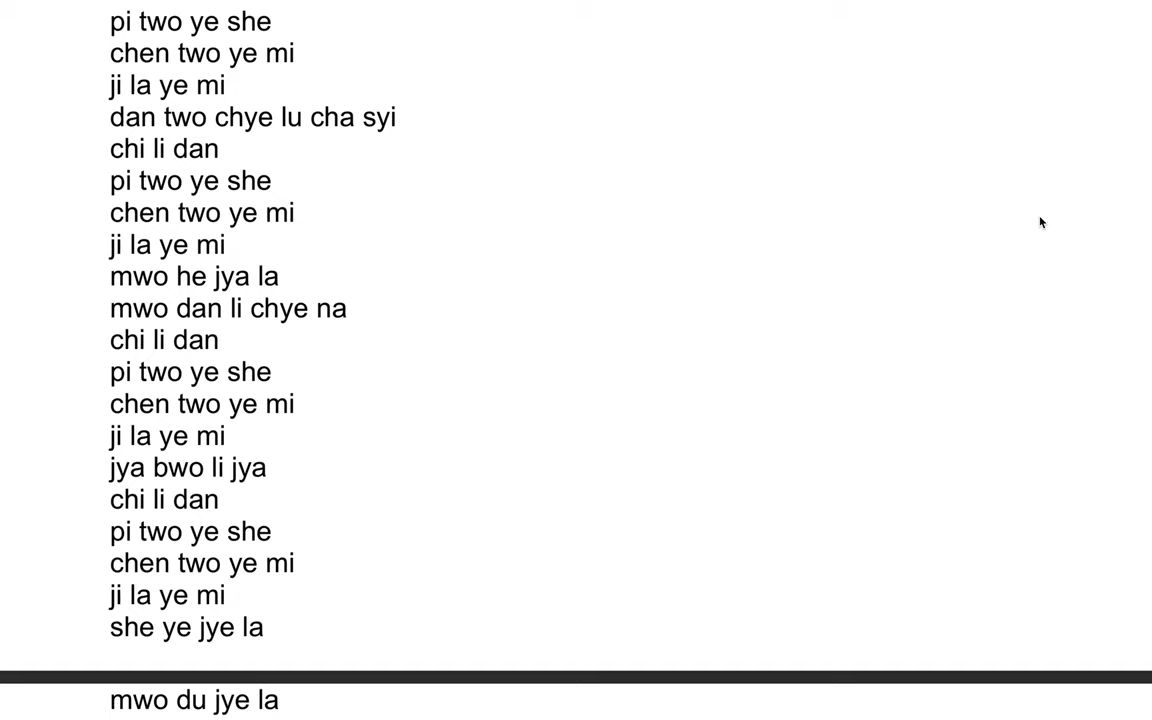 pi two ye she
chen two ye mi
ji la ye mi
dan two chye lu cha syi
chi li dan
pi two ye she
chen two ye mi
ji la ye mi
mwo he jya la
mwo dan li chye na
chi li dan
pi two ye she
chen two ye mi
ji la ye mi
jya bwo li jya
chi li dan
pi two ye she
chen two ye mi
ji la ye mi
she ye jye la
mwo du jye la